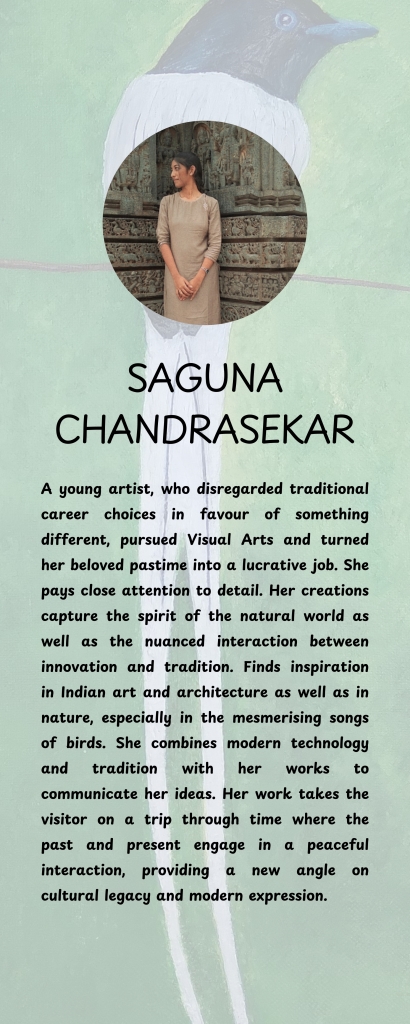 SAGUNA
CHANDRASEKAR
A young artist, who disregarded traditional
career choices in favour of something
different, pursued Visual Arts and turned
her beloved pastime into a lucrative job. She
pays close attention to detail. Her creations
capture the spirit of the natural world as
well as the nuanced interaction between
innovation and tradition. Finds inspiration
in Indian art and architecture as well as in
nature, especially in the mesmerising songs
of birds. She combines modern technology
and tradition with her works to
communicate her ideas. Her work takes the
visitor on a trip through time where the
past and present engage in a peaceful
interaction, providing a new angle on
cultural legacy and modern expression.